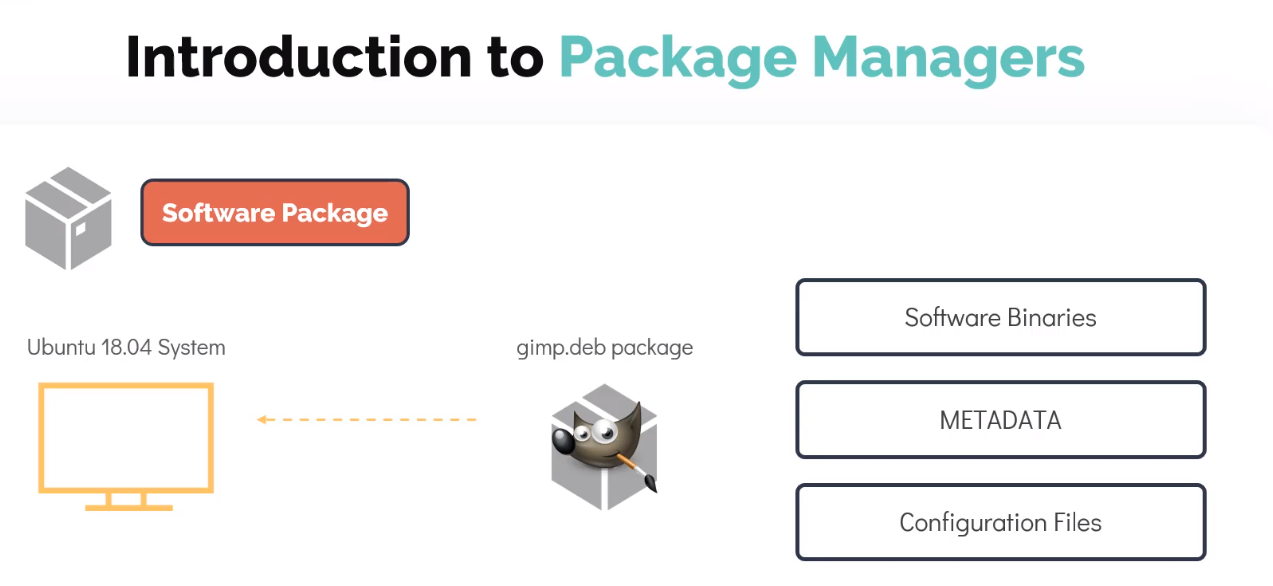 Introduction to Package Managers
Software Package
Ubuntu 18.04 System
gimp.deb package
Software Binaries
METADATA
Configuration Files